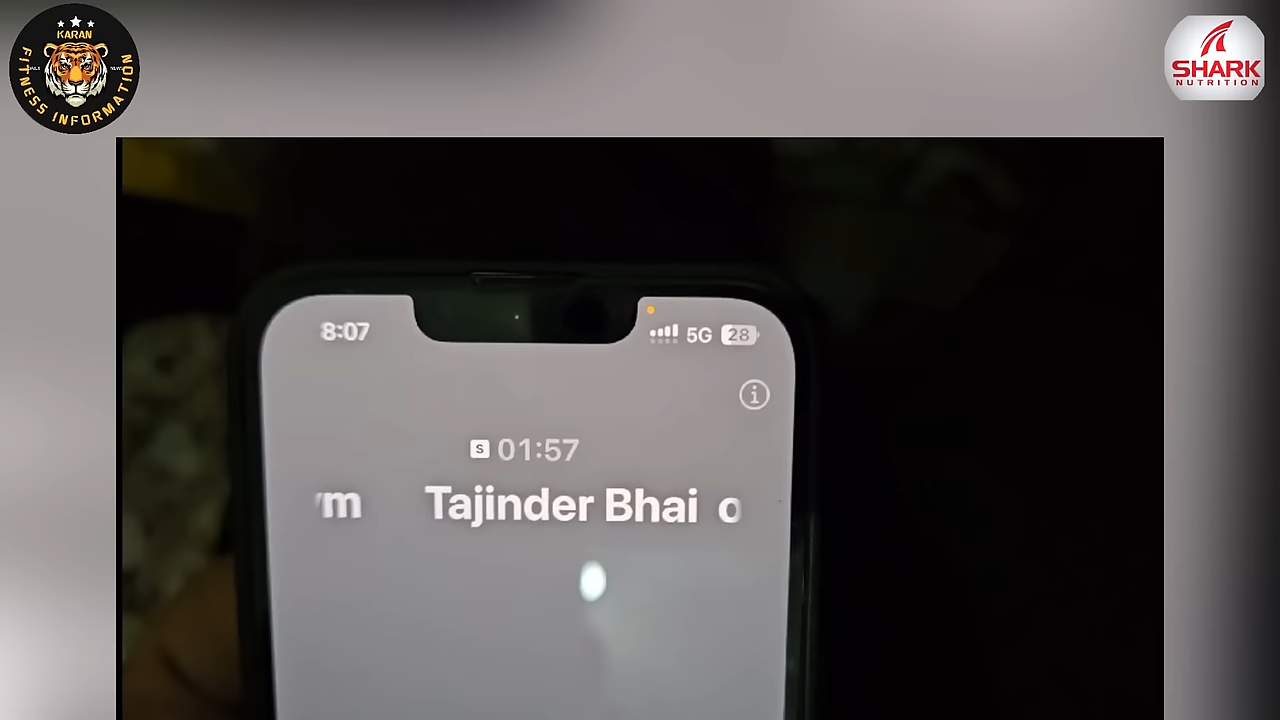 KARAN
FITNESS INFORMATION
SHARK
NUTRITION
8:07
5G 28
S 01:57
Tajinder Bhai